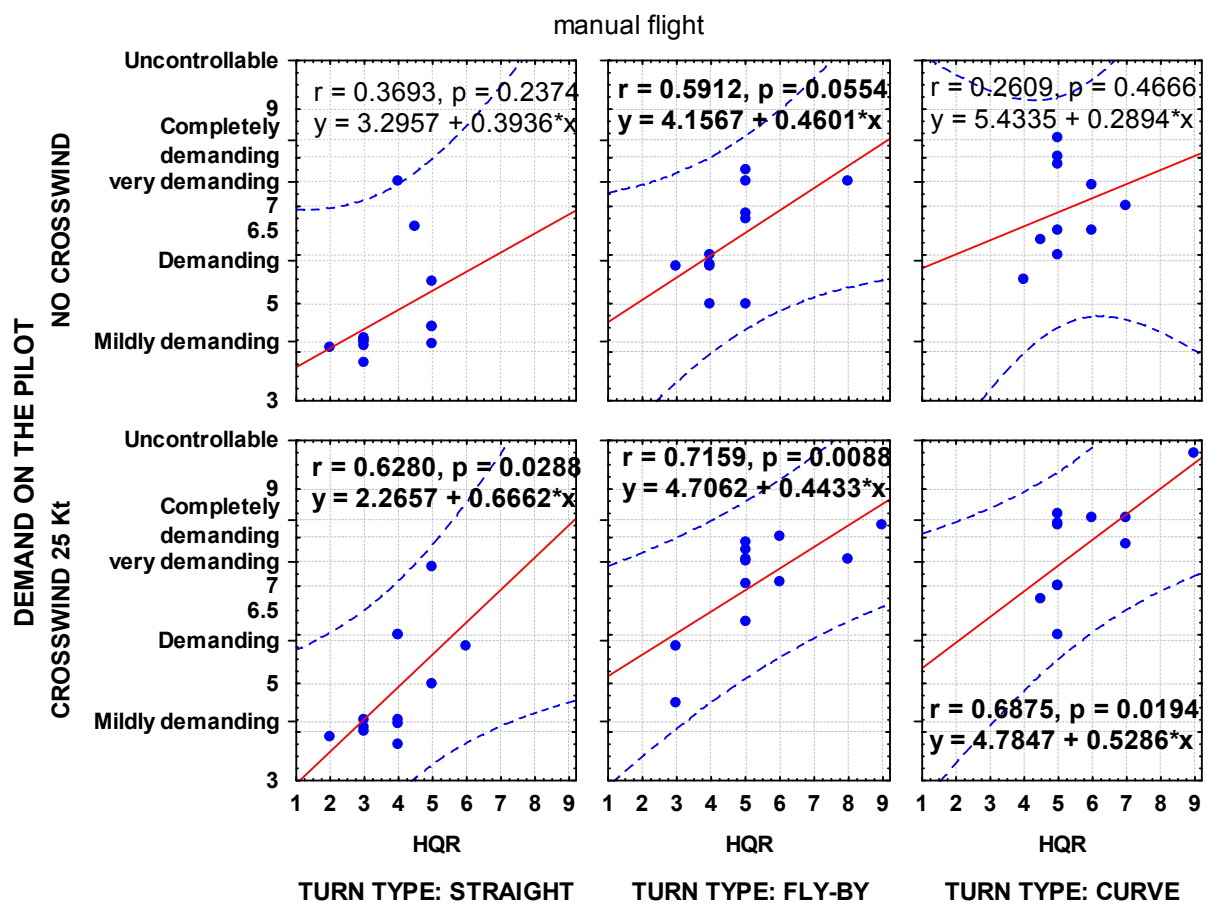 manual flight
DEMAND ON THE PILOT
NO CROSSWIND
Uncontrollable
9
Completely
demanding
very demanding
7
6.5
Demanding
5
Mildly demanding
3
r = 0.3693, p = 0.2374
y = 3.2957 + 0.3936*x
r = 0.5912, p = 0.0554
y = 4.1567 + 0.4601*x
r = 0.2609, p = 0.4666
y = 5.4335 + 0.2894*x
CROSSWIND 25 Kt
Uncontrollable
9
Completely
demanding
very demanding
7
6.5
Demanding
5
Mildly demanding
3
r = 0.6280, p = 0.0288
y = 2.2657 + 0.6662*x
r = 0.7159, p = 0.0088
y = 4.7062 + 0.4433*x
r = 0.6875, p = 0.0194
y = 4.7847 + 0.5286*x
1 2 3 4 5 6 7 8 9
1 2 3 4 5 6 7 8 9
1 2 3 4 5 6 7 8 9
HQR
HQR
HQR
TURN TYPE: STRAIGHT
TURN TYPE: FLY-BY
TURN TYPE: CURVE